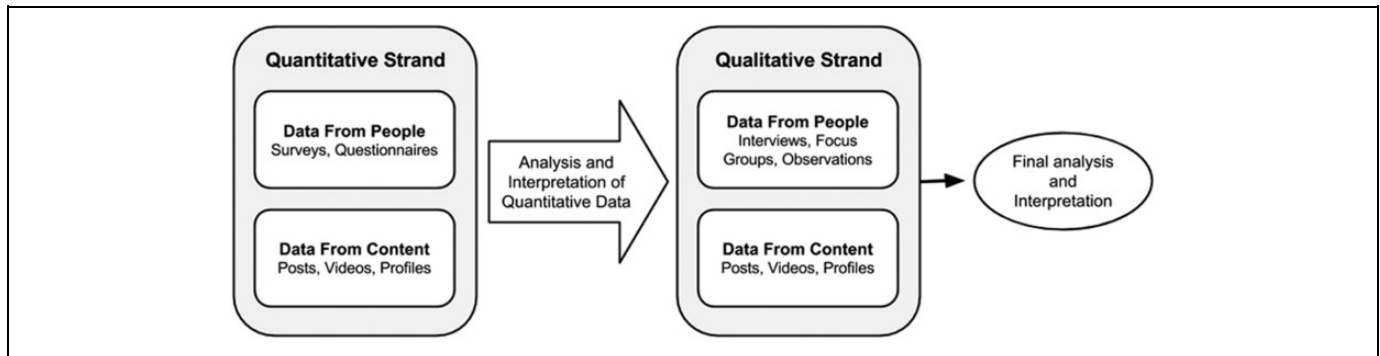 Quantitative Strand
Data From People
Surveys, Questionnaires
Data From Content
Posts, Videos, Profiles
Analysis and
Interpretation of
Quantitative Data
Qualitative Strand
Data From People
Interviews, Focus
Groups, Observations
Data From Content
Posts, Videos, Profiles
Final analysis
and
Interpretation